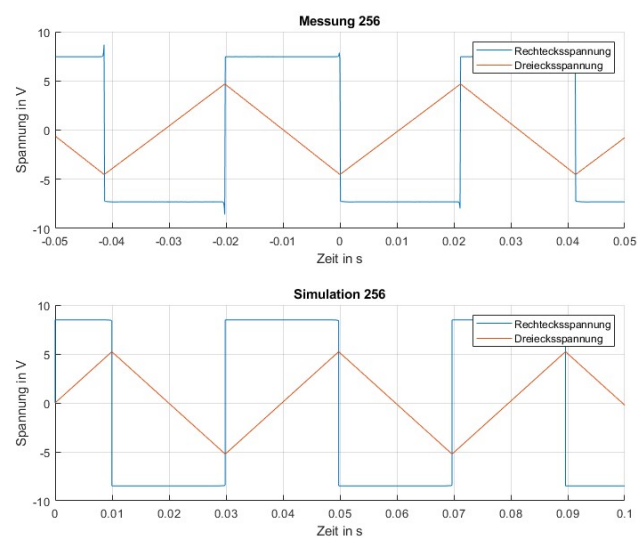 Messung 256
10
5
0
-5
-10
Spannung in V
Rechtecksspannung
Dreiecksspannung
-0.05 -0.04 -0.03 -0.02 -0.01 0 0.01 0.02 0.03 0.04 0.05
Zeit in s
Simulation 256
10
5
0
-5
-10
Spannung in V
Rechtecksspannung
Dreiecksspannung
0 0.01 0.02 0.03 0.04 0.05 0.06 0.07 0.08 0.09 0.1
Zeit in s